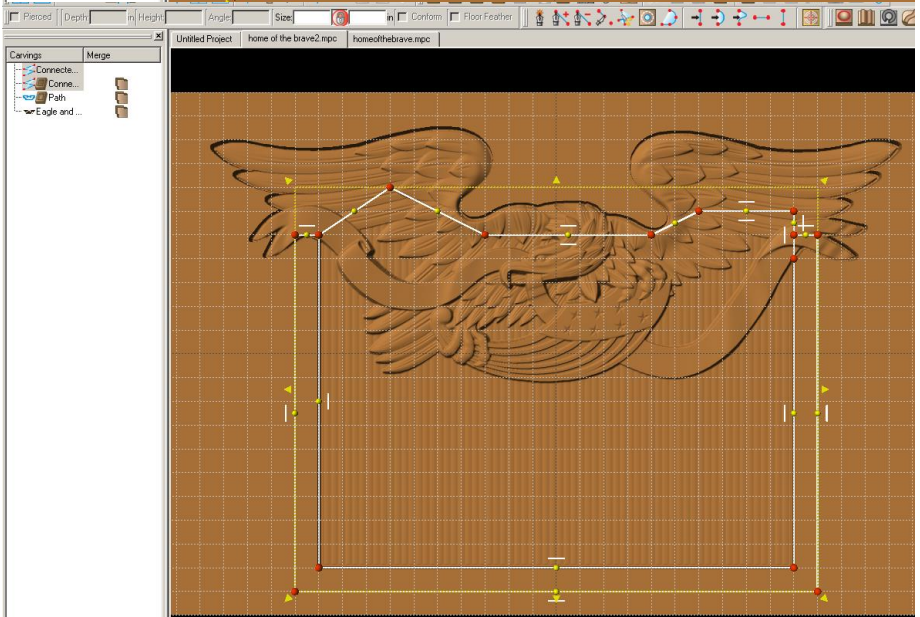 Pierced Depth: in Height: Angle: Size: in Conform Floor Feather
Untitled Project home of the brave2.mpc homeofthebrave.mpc
Carvings Merge
Connecte...
Conne...
Path
Eagle and ...